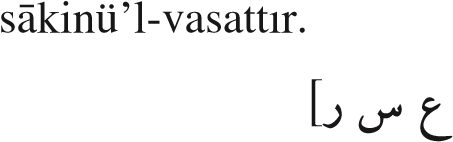 sākinü’l-vasattır.
ع س ر]